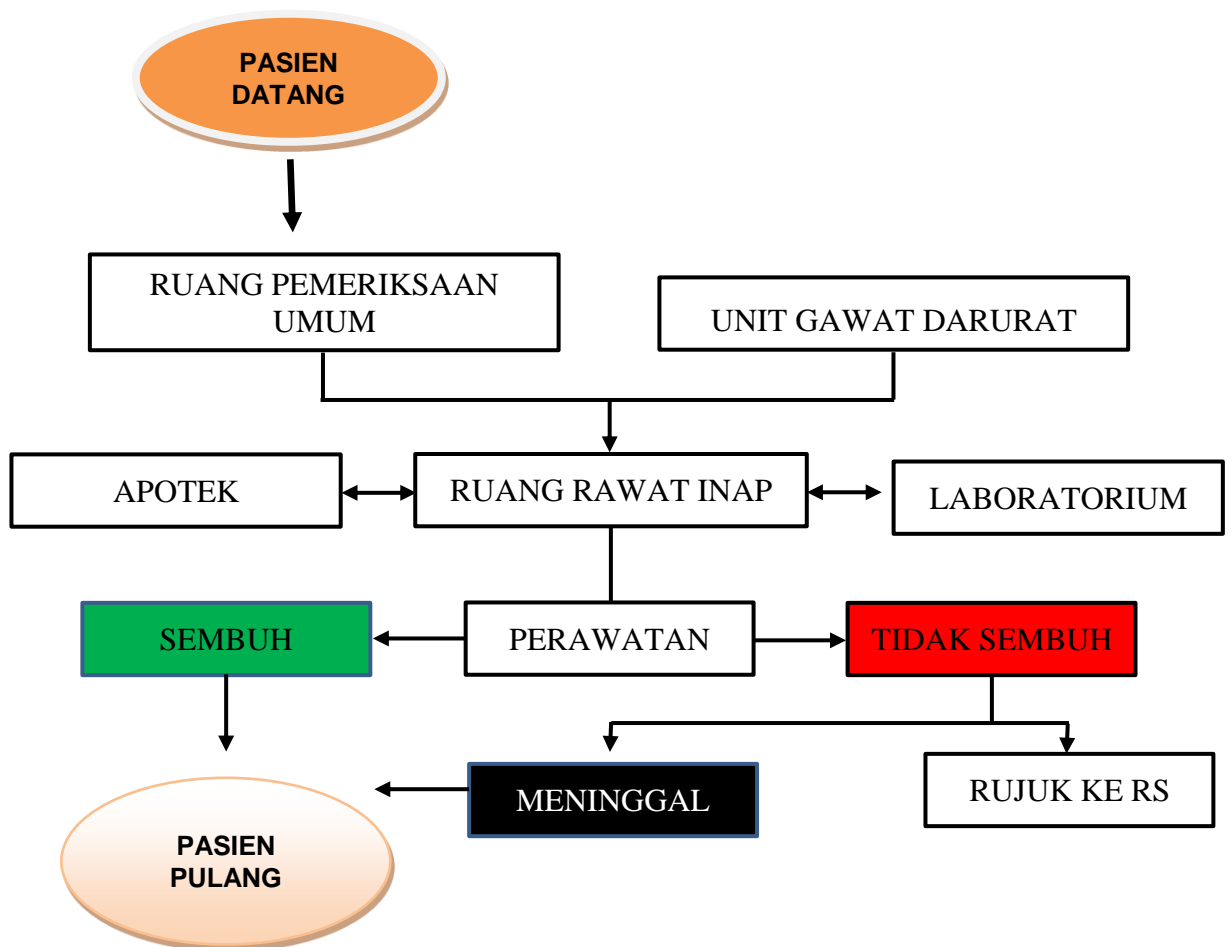 PASIEN
DATANG
RUANG PEMERIKSAAN
UMUM
UNIT GAWAT DARURAT
APOTEK
RUANG RAWAT INAP
LABORATORIUM
SEMBUH
PERAWATAN
TIDAK SEMBUH
MENINGGAL
RUJUK KE RS
PASIEN
PULANG